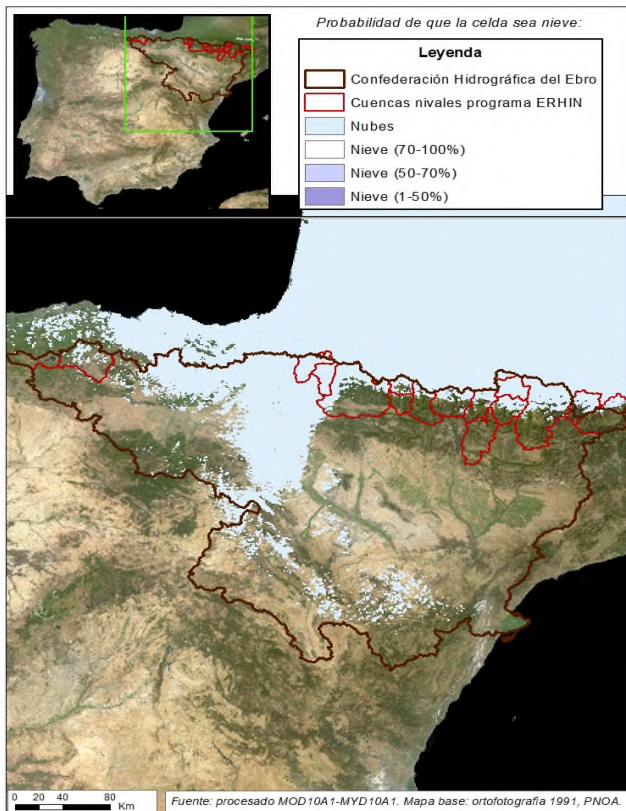 Probabilidad de que la celda sea nieve:
Leyenda
Confederación Hidrográfica del Ebro
Cuencas nivales programa ERHIN
Nubes
Nieve (70-100%)
Nieve (50-70%)
Nieve (1-50%)
0 20 40 80
Km
Fuente: procesado MOD10A1-MYD10A1. Mapa base: orofotografia 1991, PNOA.